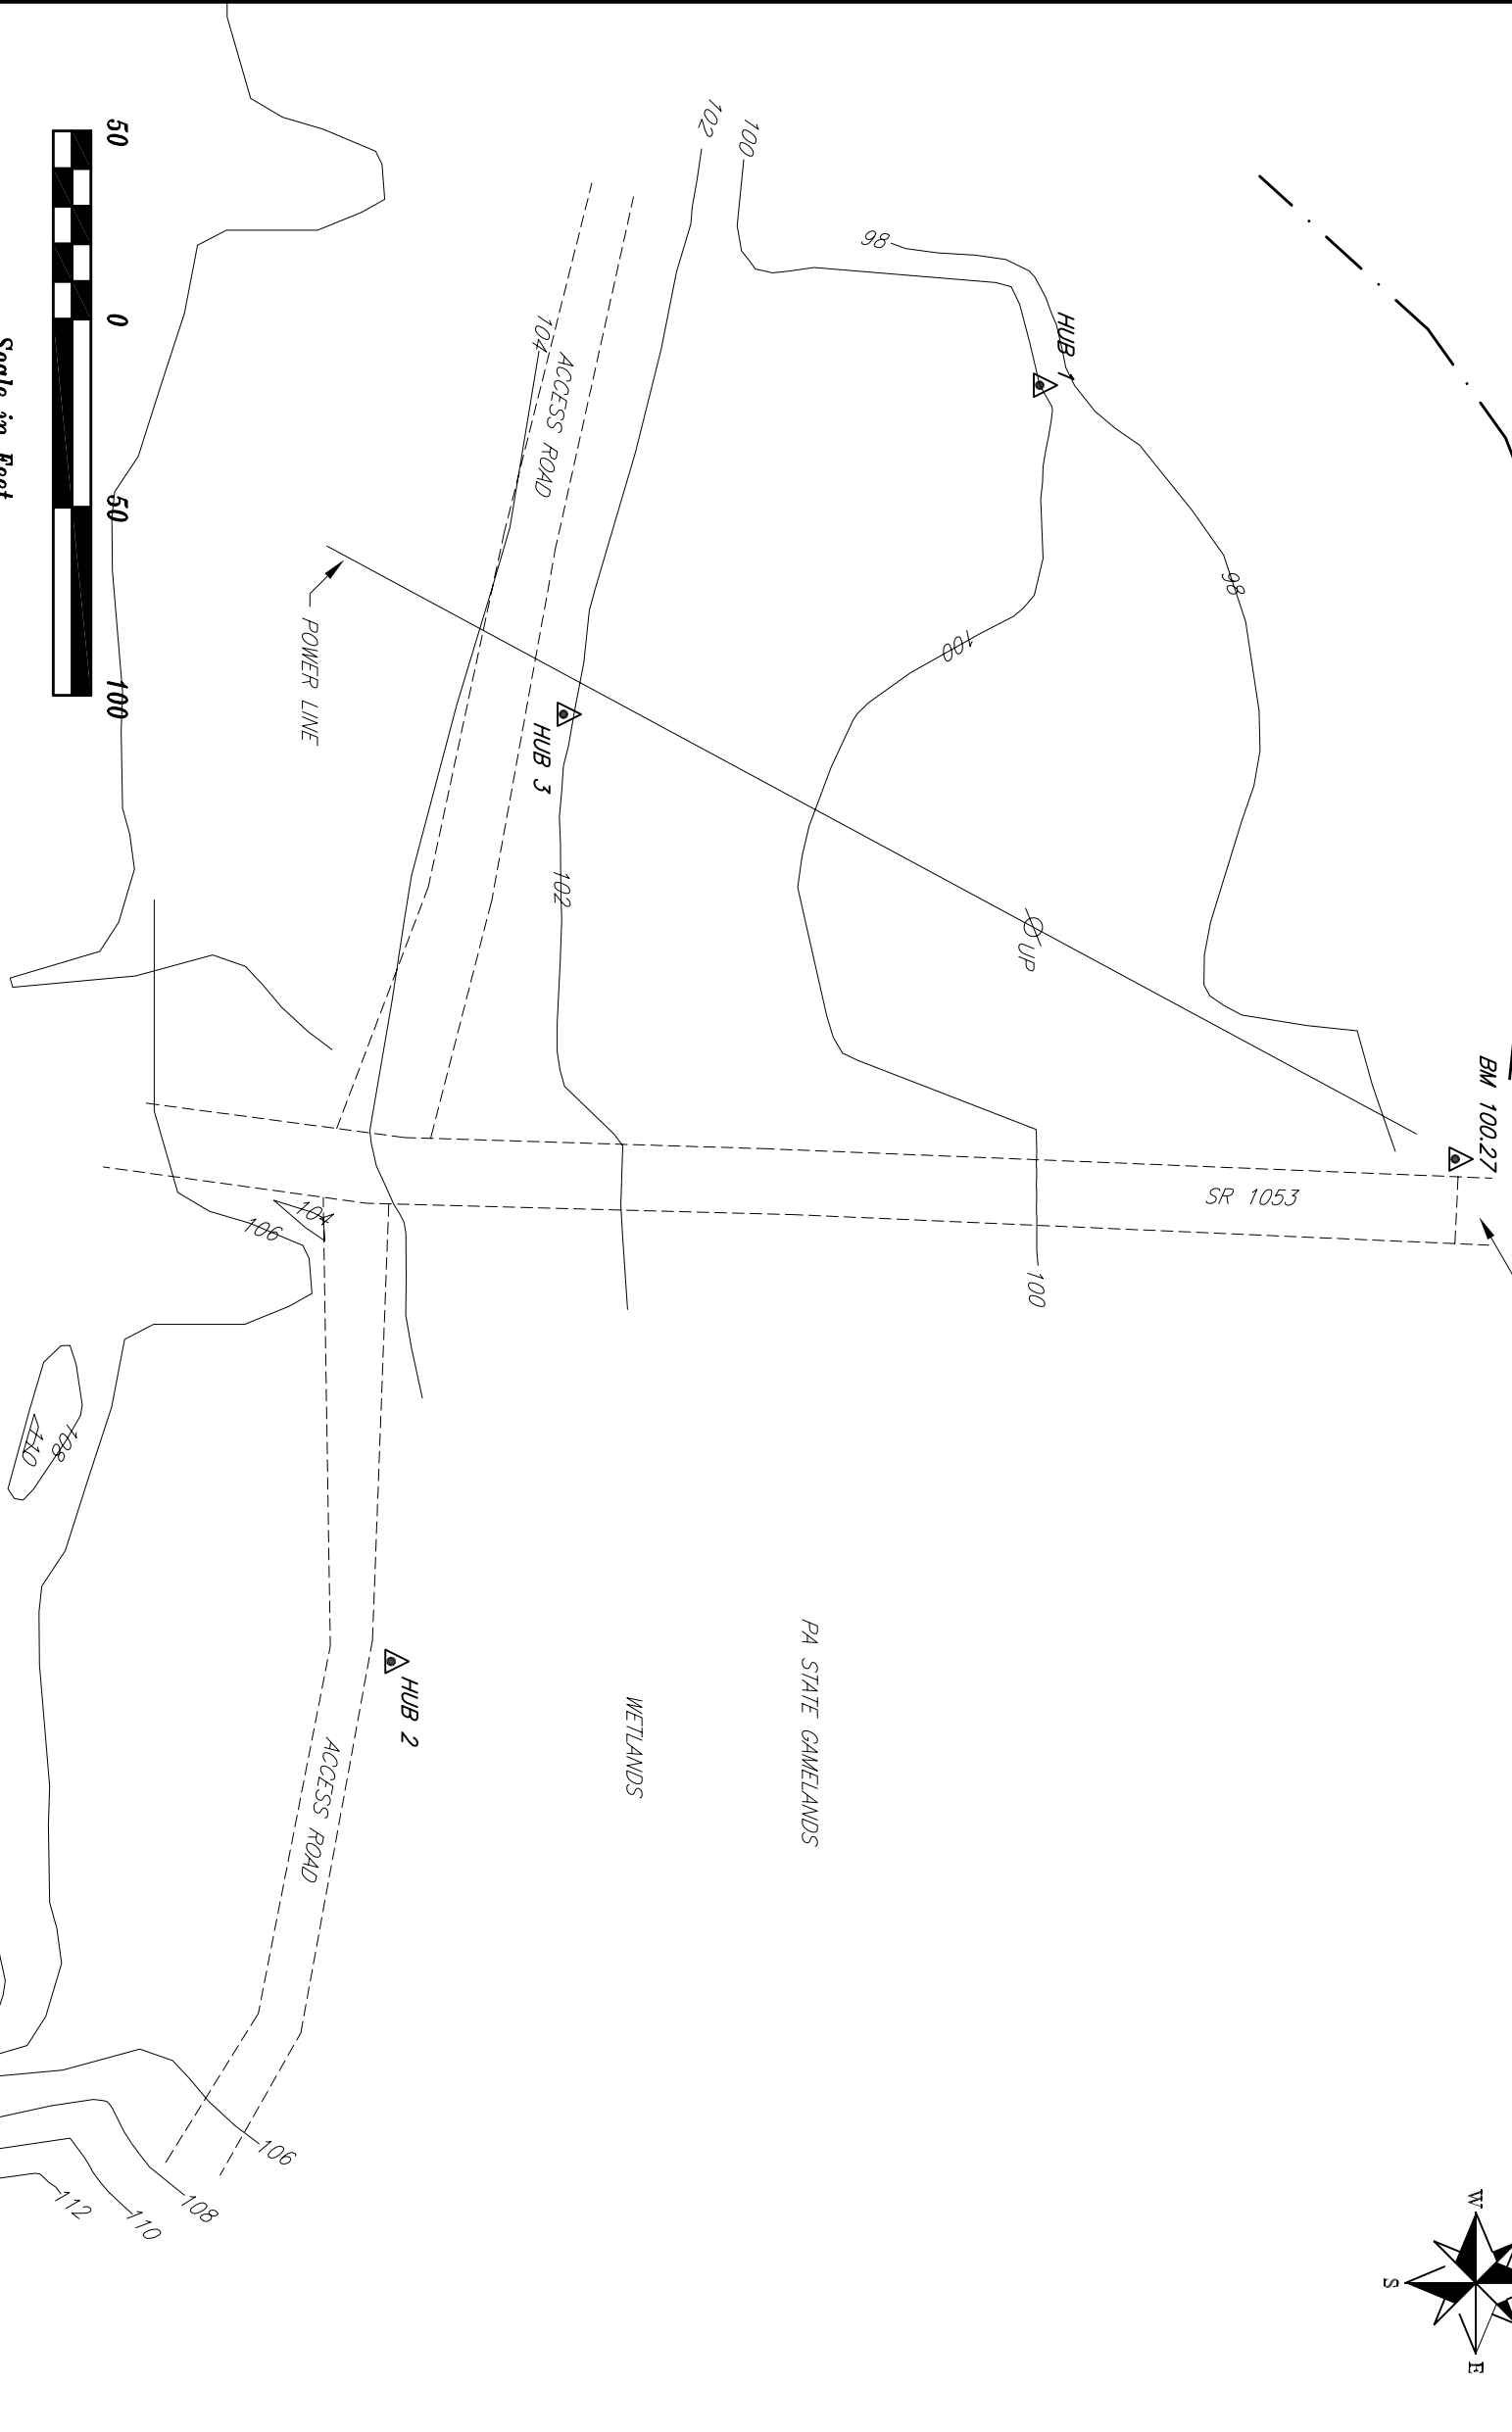 BM 100.27
W
S
E
SR 1053
98
98
HUB 1
UP
100
100
100
PA STATE GAMELANDS
WETLANDS
102
102
HUB 3
ACCESS ROAD
104
HUB 2
ACCESS ROAD
POWER LINE
104
106
106
108
110
112
108
110
50
0
50
100
Scale in Feet